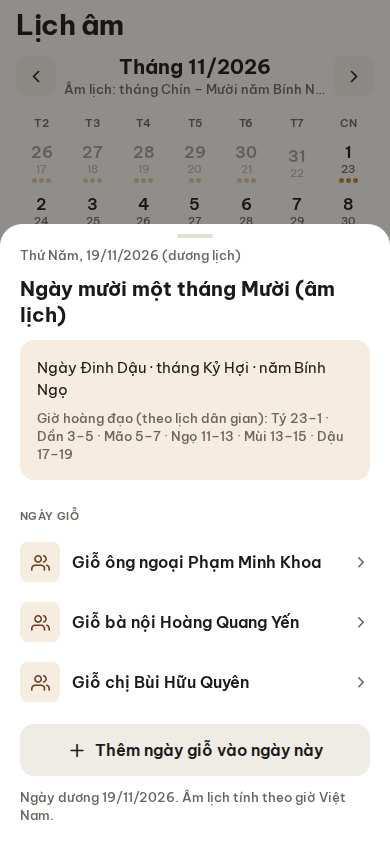 Lịch âm
Tháng 11/2026
Âm lịch: tháng Chín – Mười năm Bính N...
T2 T3 T4 T5 T6 T7 CN
26 27 28 29 30 31 1
17 18 19 20 21 22 23
2 3 4 5 6 7 8
24 25 26 27 28 29 30
Thứ Năm, 19/11/2026 (dương lịch)
Ngày mười một tháng Mười (âm
lịch)
Ngày Đinh Dậu · tháng Kỷ Hợi · năm Bính
Ngọ
Giờ hoàng đạo (theo lịch dân gian): Tý 23–1 ·
Dần 3–5 · Mão 5–7 · Ngọ 11–13 · Mùi 13–15 · Dậu
17–19
NGÀY GIỖ
Giỗ ông ngoại Phạm Minh Khoa
Giỗ bà nội Hoàng Quang Yến
Giỗ chị Bùi Hữu Quyên
Thêm ngày giỗ vào ngày này
Ngày dương 19/11/2026. Âm lịch tính theo giờ Việt
Nam.